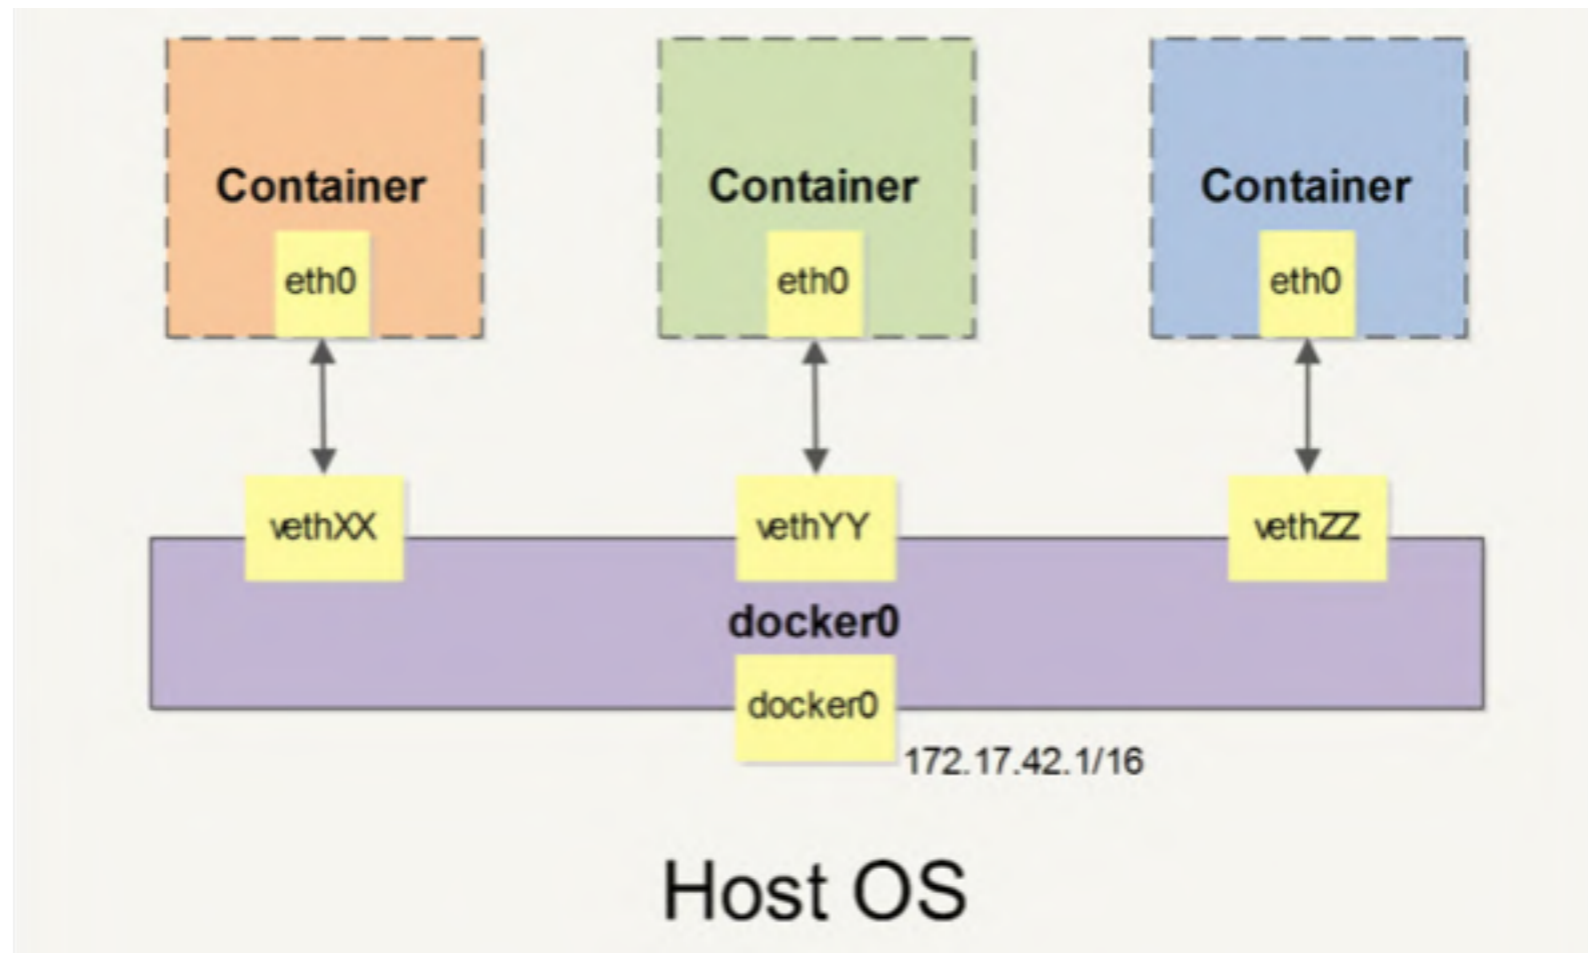 Container
Container
Container
eth0
eth0
eth0
vethXX
vethYY
vethZZ
docker0
docker0
172.17.42.1/16
Host OS